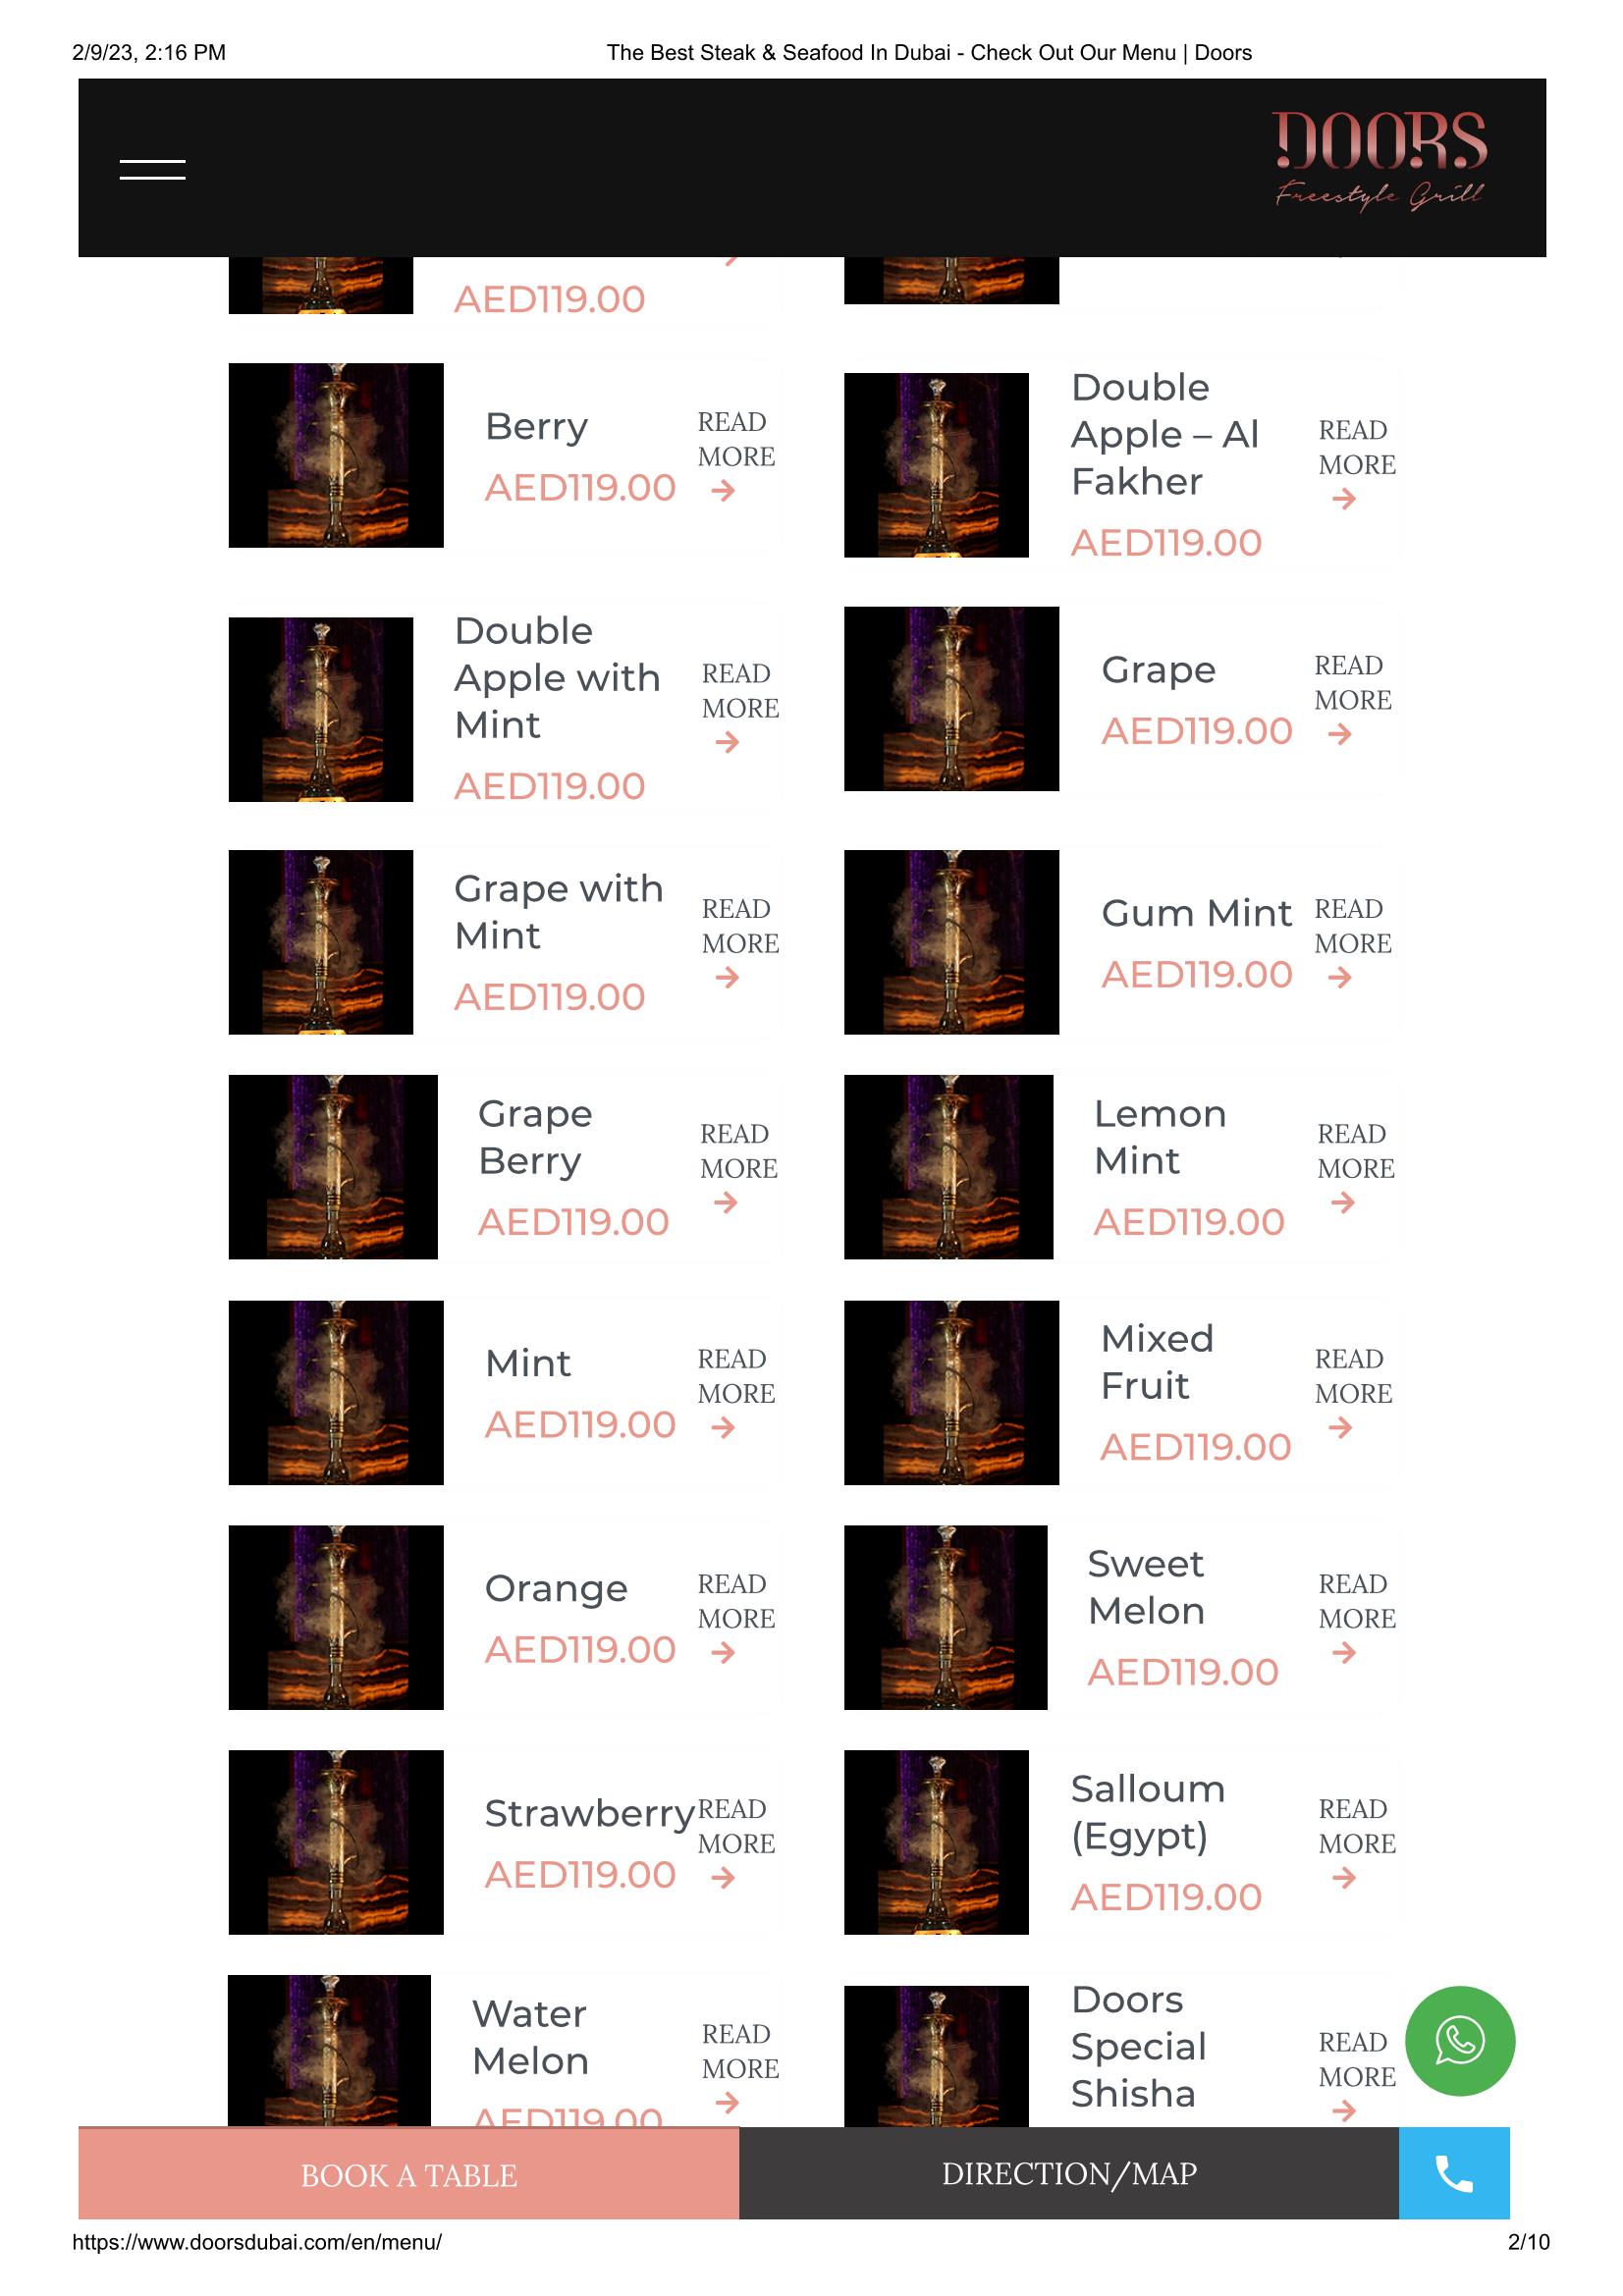 2/9/23, 2:16 PM
The Best Steak & Seafood In Dubai - Check Out Our Menu | Doors
DOORS
Freestyle Grill
AED119.00
Berry
AED119.00
READ
MORE
Double
Apple – Al
Fakher
AED119.00
READ
MORE
Double
Apple with
Mint
AED119.00
READ
MORE
Grape
AED119.00
READ
MORE
Grape with
Mint
AED119.00
READ
MORE
Gum Mint
AED119.00
READ
MORE
Grape
Berry
AED119.00
READ
MORE
Lemon
Mint
AED119.00
READ
MORE
Mint
AED119.00
READ
MORE
Mixed
Fruit
AED119.00
READ
MORE
Orange
AED119.00
READ
MORE
Sweet
Melon
AED119.00
READ
MORE
Strawberry
AED119.00
READ
MORE
Salloum
(Egypt)
AED119.00
READ
MORE
Water
Melon
AED119.00
READ
MORE
Doors
Special
Shisha
READ
MORE
BOOK A TABLE
DIRECTION/MAP
https://www.doorsdubai.com/en/menu/
2/10